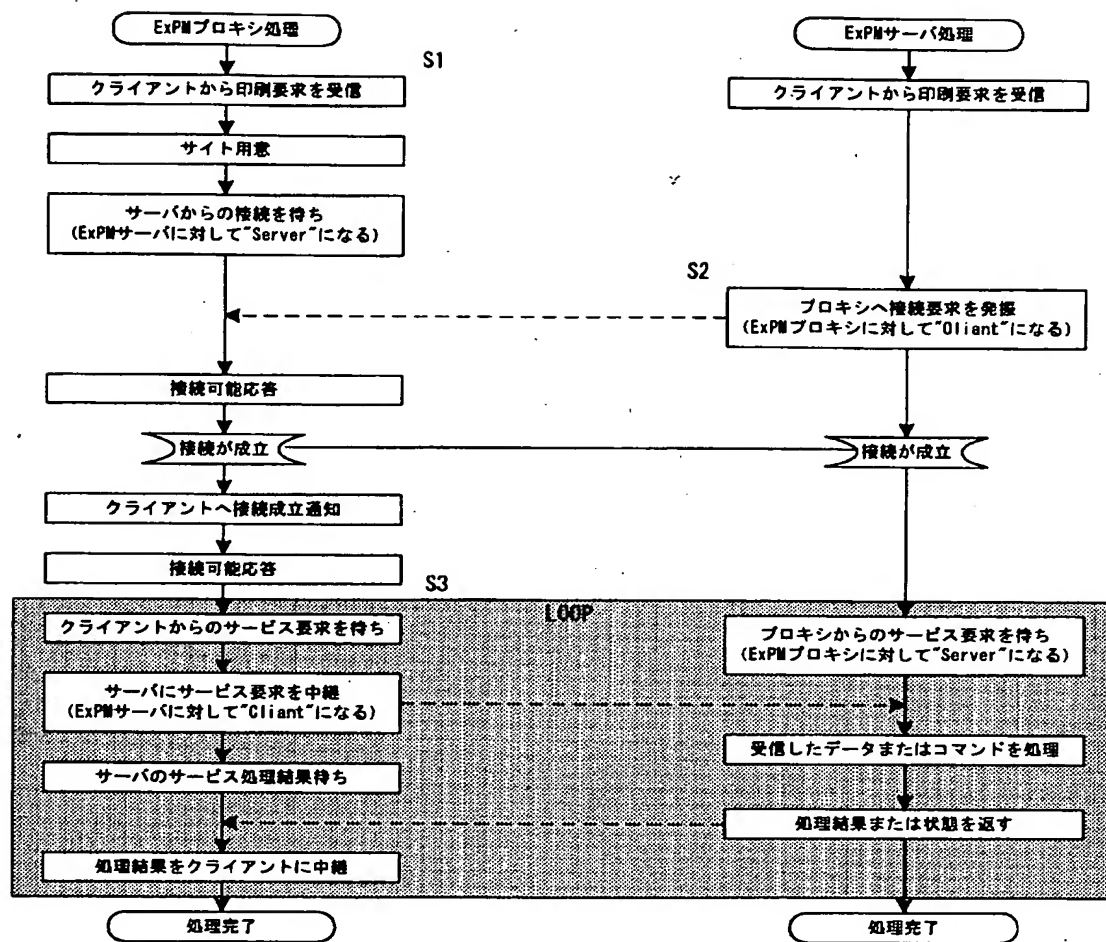 ExPMプロキシ処理
ExPMサーバ処理
S1
クライアントから印刷要求を受信
クライアントから印刷要求を受信
サイト用意
サーバからの接続を待ち
(ExPMサーバに対して"Server"になる)
S2
プロキシへ接続要求を発振
(ExPMプロキシに対して"Cliant"になる)
接続可能応答
接続が成立
接続が成立
クライアントへ接続成立通知
接続可能応答
S3
LOOP
クライアントからのサービス要求を待ち
プロキシからのサービス要求を待ち
(ExPMプロキシに対して"Server"になる)
サーバにサービス要求を中継
(ExPMサーバに対して"Cliant"になる)
受信したデータまたはコマンドを処理
サーバのサービス処理結果待ち
処理結果または状態を返す
処理結果をクライアントに中継
処理完了
処理完了